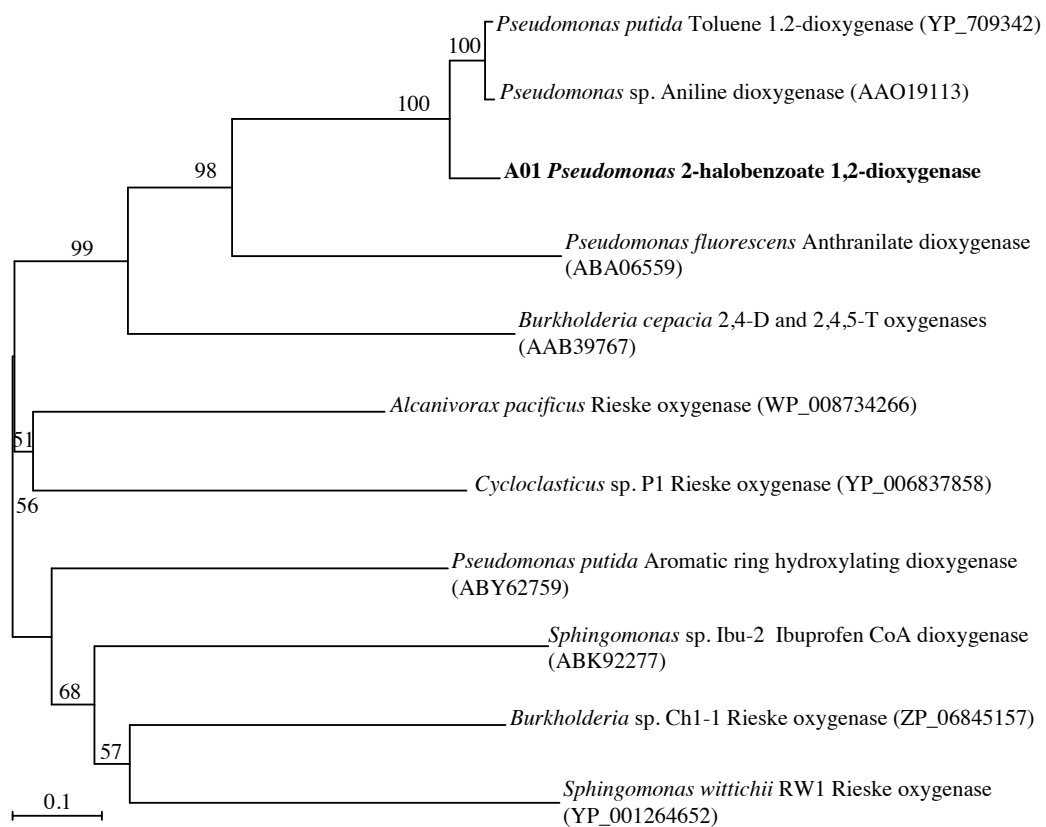 Pseudomonas putida Toluene 1.2-dioxygenase (YP_709342)
100
Pseudomonas sp. Aniline dioxygenase (AAO19113)
100
A01 Pseudomonas 2-halobenzoate 1,2-dioxygenase
98
Pseudomonas fluorescens Anthranilate dioxygenase
(ABA06559)
99
Burkholderia cepacia 2,4-D and 2,4,5-T oxygenases
(AAB39767)
Alcanivorax pacificus Rieske oxygenase (WP_008734266)
51
Cycloclasticus sp. P1 Rieske oxygenase (YP_006837858)
56
Pseudomonas putida Aromatic ring hydroxylating dioxygenase
(ABY62759)
Sphingomonas sp. Ibu-2 Ibuprofen CoA dioxygenase
(ABK92277)
68
Burkholderia sp. Ch1-1 Rieske oxygenase (ZP_06845157)
57
Sphingomonas wittichii RW1 Rieske oxygenase
(YP_001264652)
0.1